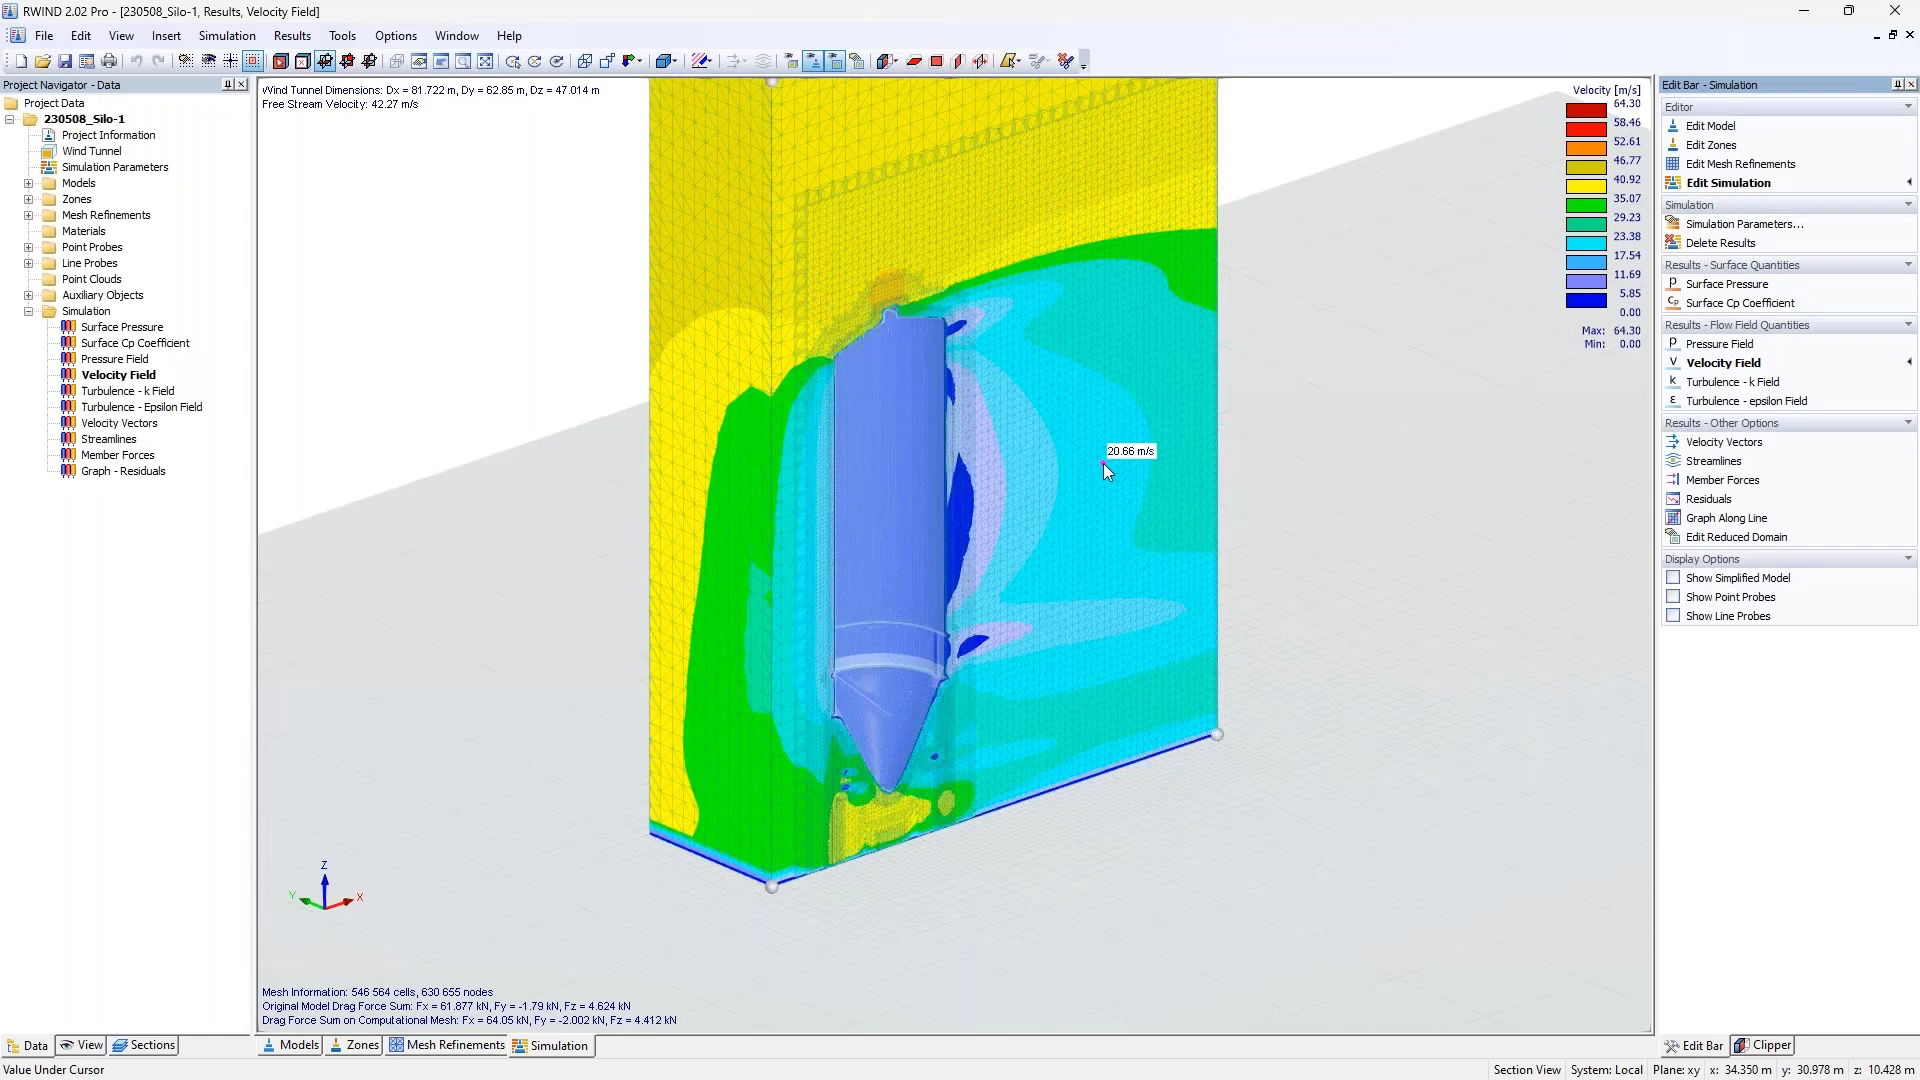 RWIND 2.02 Pro - [230508_Silo-1, Results, Velocity Field]
File Edit View Insert Simulation Results Tools Options Window Help
Project Navigator - Data
Project Data
230508_Silo-1
Project Information
Wind Tunnel
Simulation Parameters
Models
Zones
Mesh Refinements
Materials
Point Probes
Line Probes
Point Clouds
Auxiliary Objects
Simulation
Surface Pressure
Surface Cp Coefficient
Pressure Field
Velocity Field
Turbulence - k Field
Turbulence - Epsilon Field
Velocity Vectors
Streamlines
Member Forces
Graph - Residuals
Data View Sections
Wind Tunnel Dimensions: Dx = 81.722 m, Dy = 62.85 m, Dz = 47.014 m
Free Stream Velocity: 42.27 m/s
Velocity [m/s]
64.30
58.46
52.61
46.77
40.92
35.07
29.23
23.38
17.54
11.69
5.85
0.00
Max: 64.30
Min: 0.00
20.66 m/s
Z
Y
X
Mesh Information: 546 564 cells, 630 655 nodes
Original Model Drag Force Sum: Fx = 61.877 kN, Fy = -1.79 kN, Fz = 4.624 kN
Drag Force Sum on Computational Mesh: Fx = 64.05 kN, Fy = -2.002 kN, Fz = 4.412 kN
Models Zones Mesh Refinements Simulation
Edit Bar - Simulation
Editor
Edit Model
Edit Zones
Edit Mesh Refinements
Edit Simulation
Simulation
Simulation Parameters...
Delete Results
Results - Surface Quantities
P Surface Pressure
Cp Surface Cp Coefficient
Results - Flow Field Quantities
P Pressure Field
V Velocity Field
K Turbulence - k Field
ε Turbulence - epsilon Field
Results - Other Options
Velocity Vectors
Streamlines
Member Forces
Residuals
Graph Along Line
Edit Reduced Domain
Display Options
Show Simplified Model
Show Point Probes
Show Line Probes
Edit Bar Clipper
Value Under Cursor
Section View System: Local Plane: xy x: 34.350 m y: 30.978 m z: 10.428 m